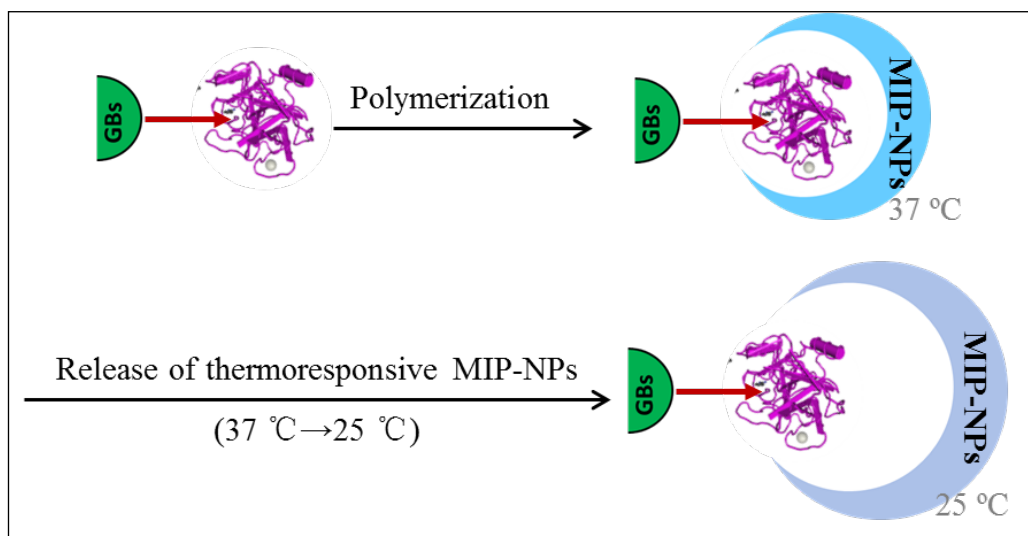 GBs
Polymerization
GBs
MIP-NPs
37 ºC
Release of thermoresponsive MIP-NPs
(37 ℃→25 ℃)
GBs
MIP-NPs
25 ºC